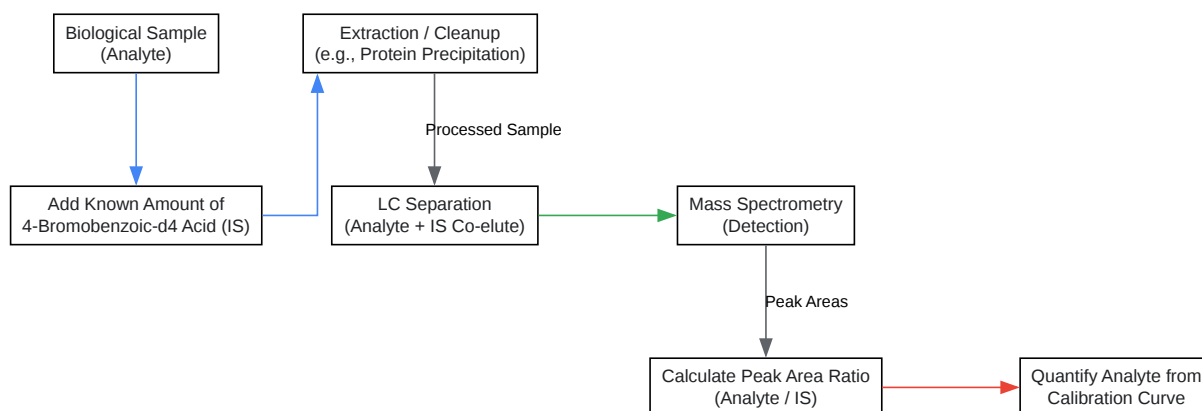 Biological Sample
(Analyte)
Extraction / Cleanup
(e.g., Protein Precipitation)
Processed Sample
Add Known Amount of
4-Bromobenzoic-d4 Acid (IS)
LC Separation
(Analyte + IS Co-elute)
Mass Spectrometry
(Detection)
Peak Areas
Calculate Peak Area Ratio
(Analyte / IS)
Quantify Analyte from
Calibration Curve